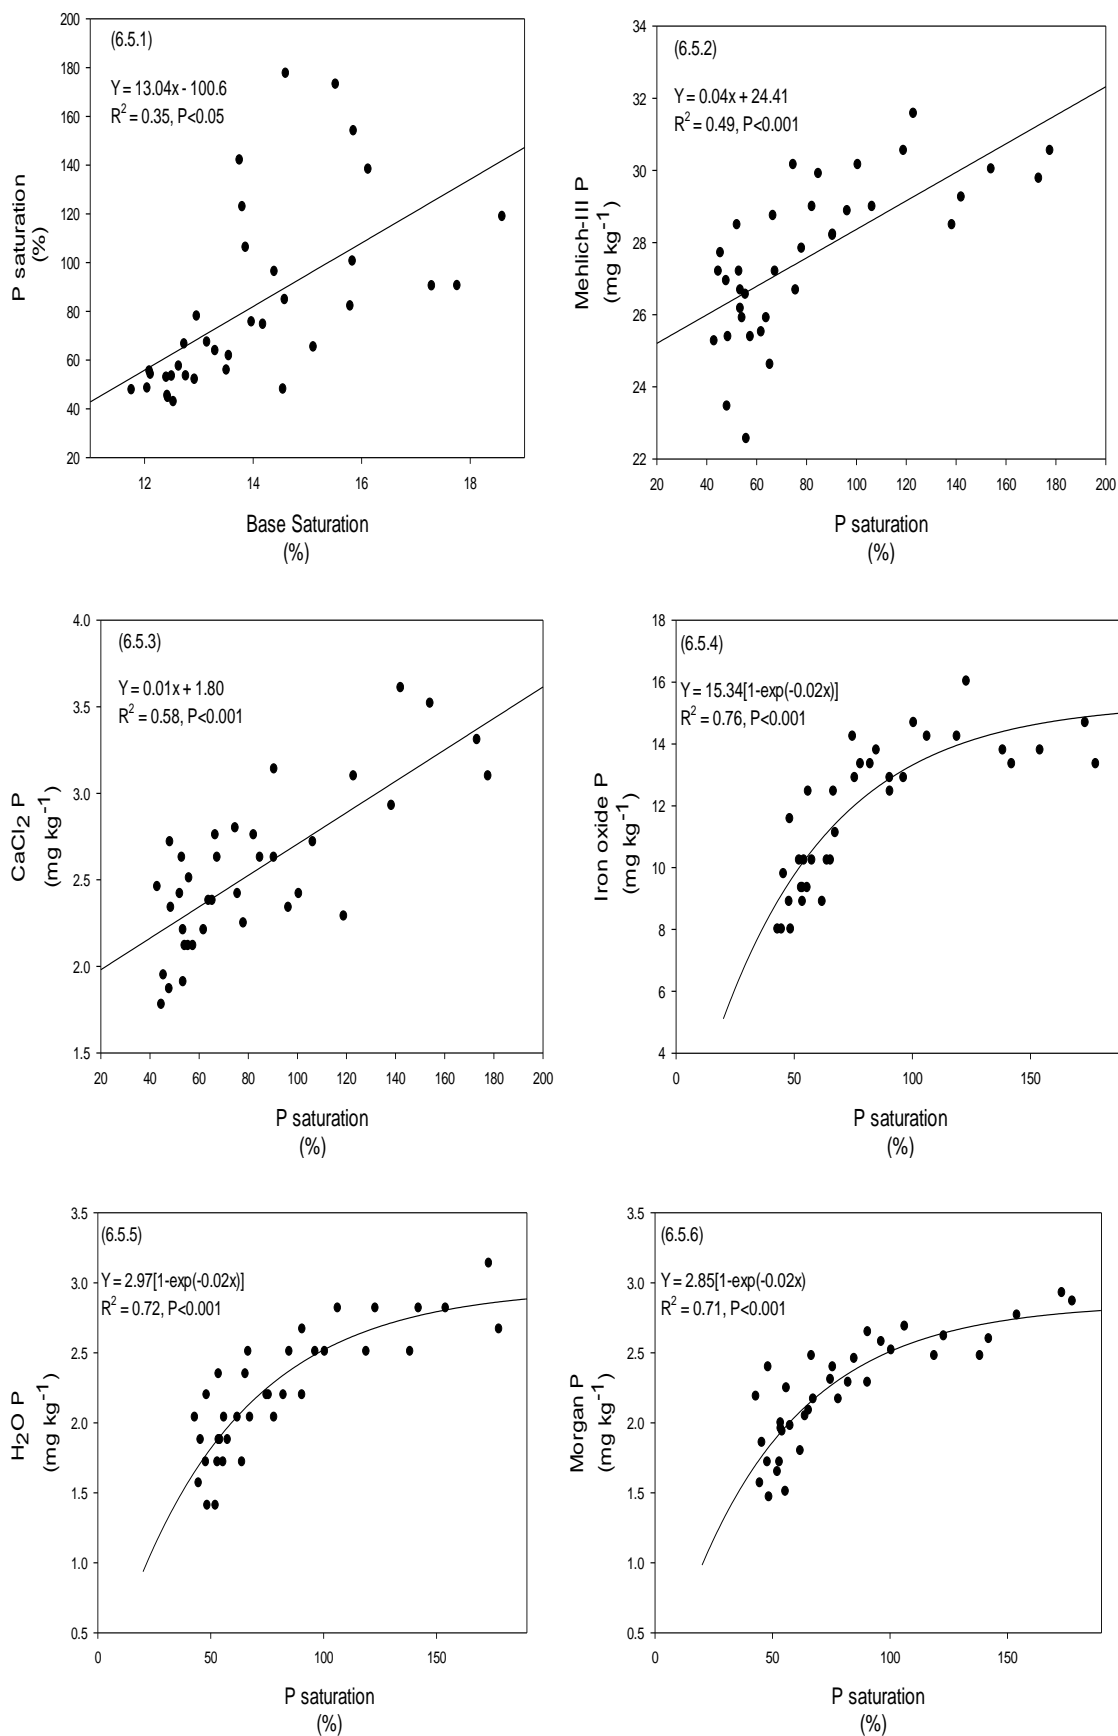 (6.5.1)
Y = 13.04x - 100.6
R² = 0.35, P<0.05
200
180
160
140
120
100
80
60
40
20
P saturation
(%)
12 14 16 18
Base Saturation
(%)
(6.5.2)
Y = 0.04x + 24.41
R² = 0.49, P<0.001
34
32
30
28
26
24
22
Mehlich-III P
(mg kg⁻¹)
20 40 60 80 100 120 140 160 180 200
P saturation
(%)
(6.5.3)
Y = 0.01x + 1.80
R² = 0.58, P<0.001
4.0
3.5
3.0
2.5
2.0
1.5
CaCl₂ P
(mg kg⁻¹)
20 40 60 80 100 120 140 160 180 200
P saturation
(%)
(6.5.4)
Y = 15.34[1-exp(-0.02x)]
R² = 0.76, P<0.001
18
16
14
12
10
8
6
4
Iron oxide P
(mg kg⁻¹)
0 50 100 150
P saturation
(%)
(6.5.5)
Y = 2.97[1-exp(-0.02x)]
R² = 0.72, P<0.001
3.5
3.0
2.5
2.0
1.5
1.0
0.5
H₂O P
(mg kg⁻¹)
0 50 100 150
P saturation
(%)
(6.5.6)
Y = 2.85[1-exp(-0.02x)
R² = 0.71, P<0.001
3.5
3.0
2.5
2.0
1.5
1.0
0.5
Morgan P
(mg kg⁻¹)
0 50 100 150
P saturation
(%)